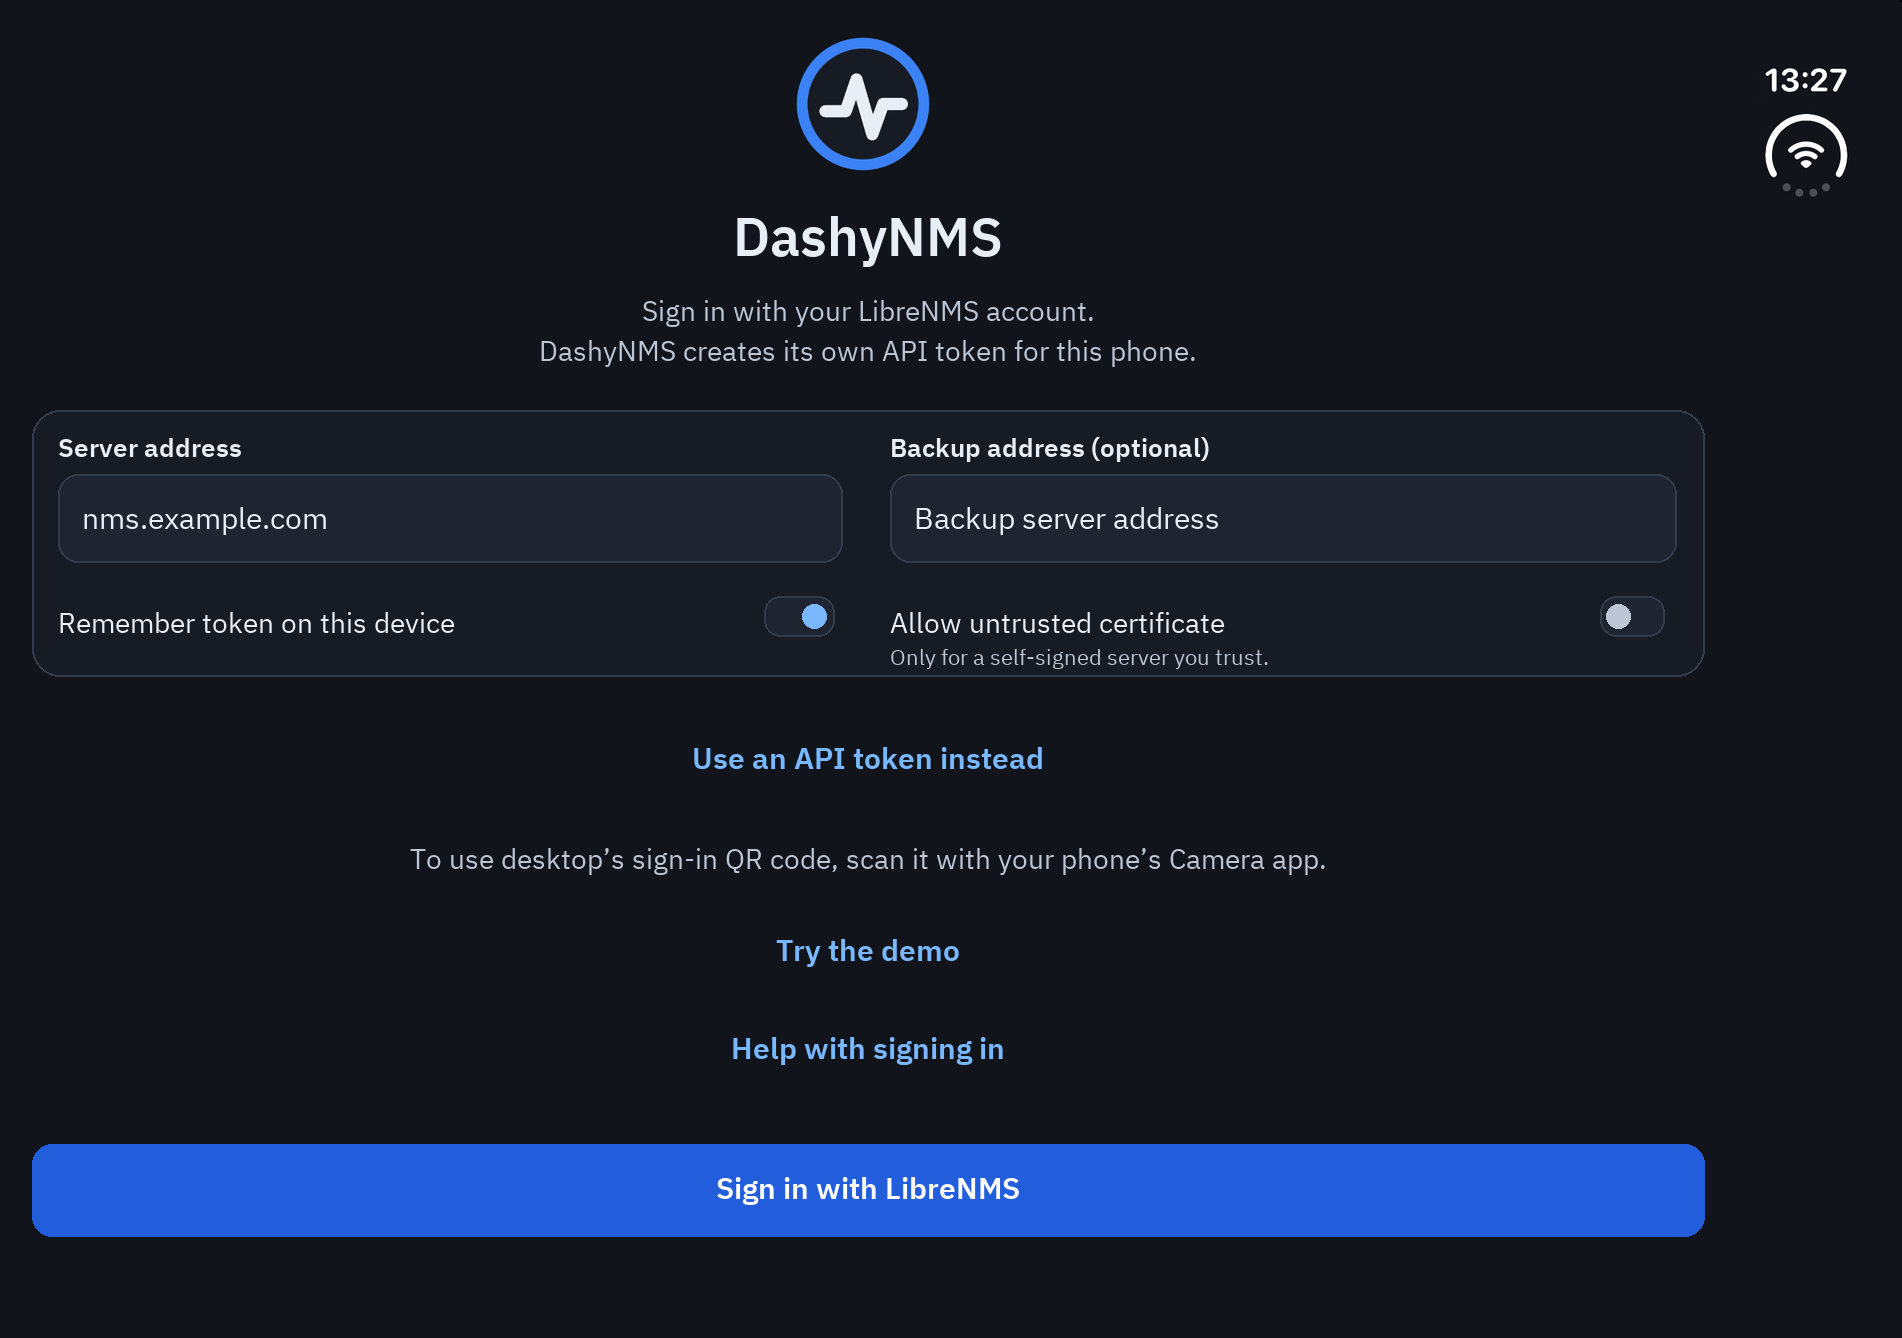 13:27
DashyNMS
Sign in with your LibreNMS account.
DashyNMS creates its own API token for this phone.
Server address
Backup address (optional)
nms.example.com
Backup server address
Remember token on this device
Allow untrusted certificate
Only for a self-signed server you trust.
Use an API token instead
To use desktop’s sign-in QR code, scan it with your phone’s Camera app.
Try the demo
Help with signing in
Sign in with LibreNMS